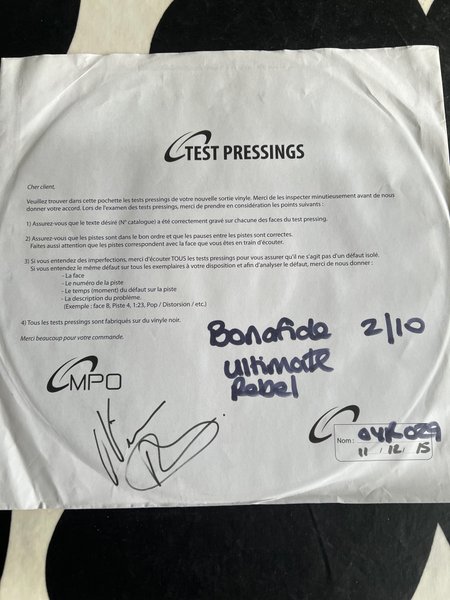 TEST PRESSINGS
Cher client,
Veuillez trouver dans cette pochette les tests pressings de votre nouvelle sortie vinyle. Merci de les inspecter minutieusement avant de nous
donner votre accord. Lors de l'examen des tests pressings, merci de prendre en considération les points suivants :
1) Assurez-vous que le texte désiré (N° catalogue) a été correctement gravé sur chacune des faces du test pressing.
2) Assurez-vous que les pistes sont dans le bon ordre et que les pauses entre les pistes sont correctes.
Faites aussi attention que les pistes correspondent avec la face que vous êtes en train d'écouter.
3) Si vous entendez des imperfections, merci d'écouter TOUS les tests pressings pour vous assurer qu'il ne s'agit pas d'un défaut isolé.
Si vous entendez le même défaut sur tous les exemplaires à votre disposition et afin d'analyser le défaut, merci de nous donner :
- La face
- Le numéro de la piste
- Le temps (moment) du défaut sur la piste
- La description du problème.
(Exemple : face B, Piste 4, 1:23, Pop / Distorsion / etc.)
4) Tous les tests pressings sont fabriqués sur du vinyle noir.
Merci beaucoup pour votre commande.
Bonafide 2/10
Ultimate
Rebel
MPO
Nom : 04R029
11 12 15